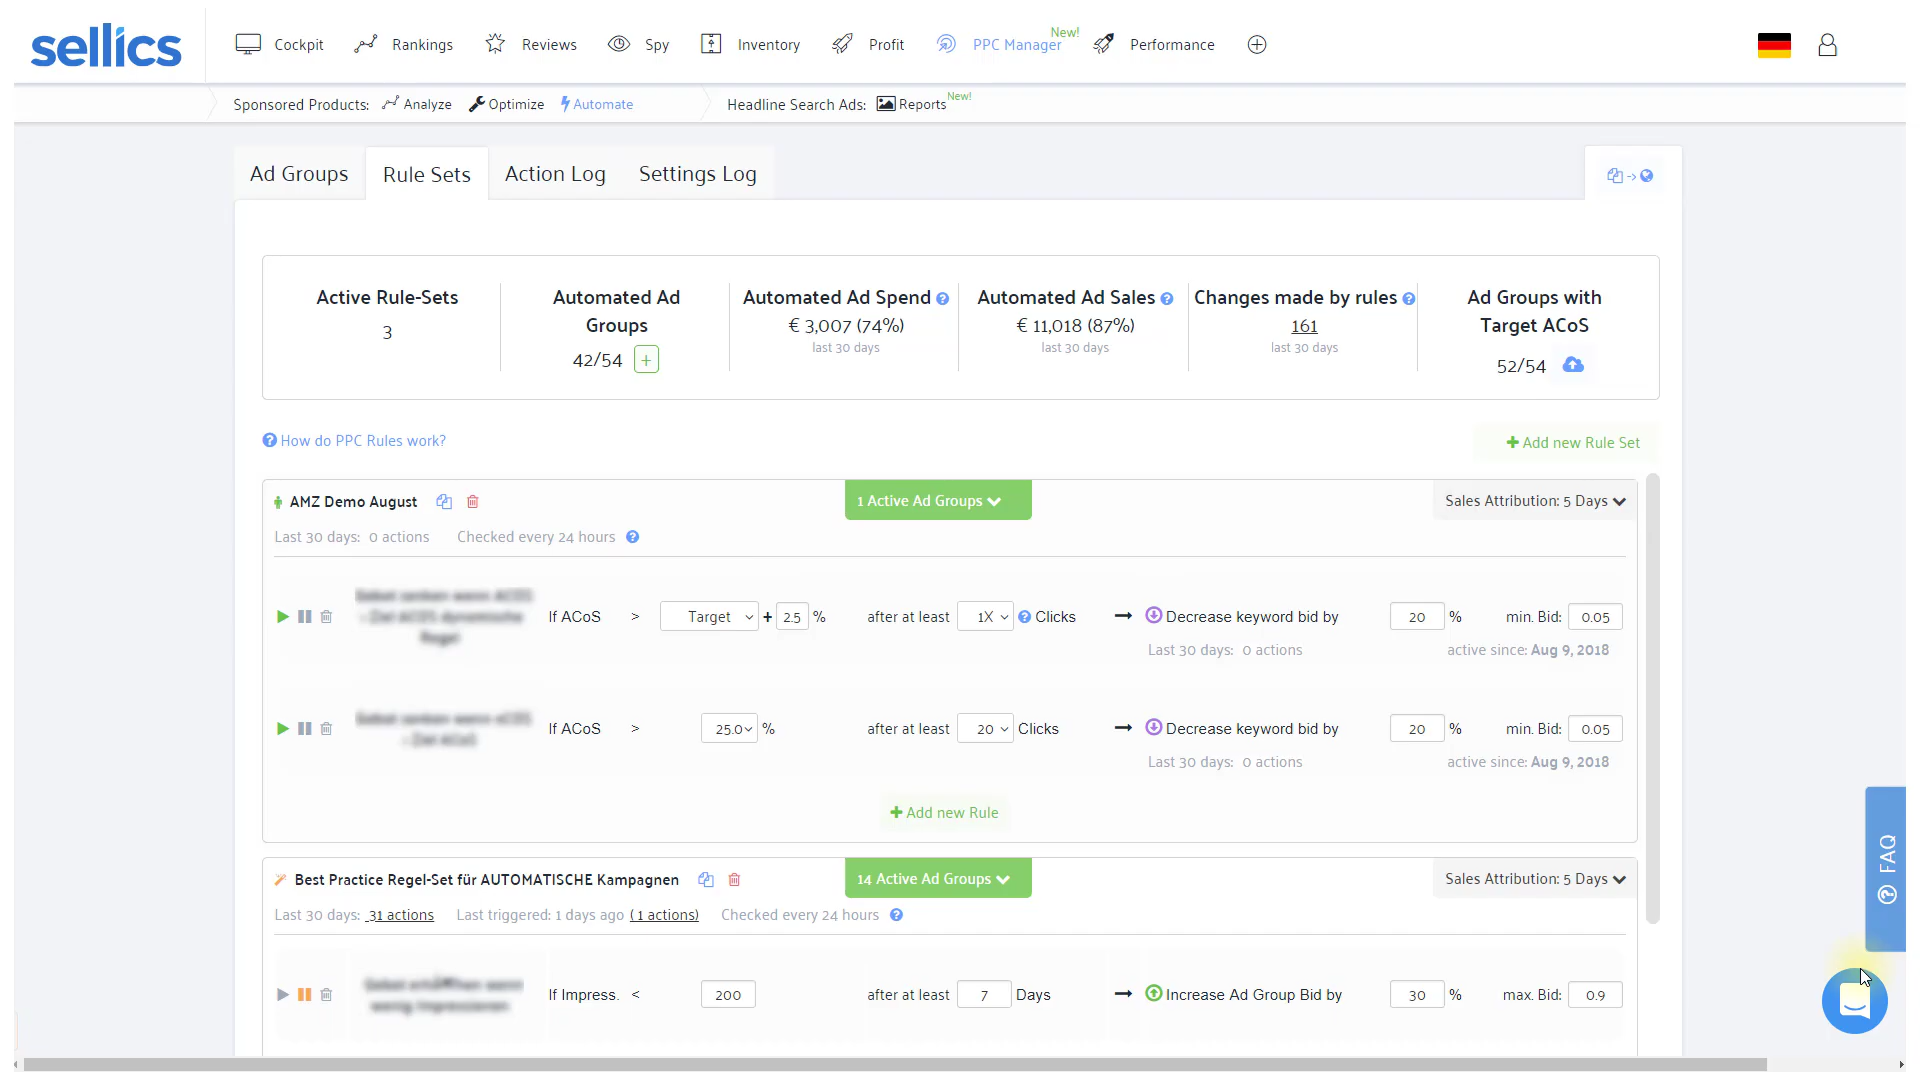 sellics
Cockpit
Rankings
Reviews
Spy
Inventory
Profit
PPC Manager
New!
Performance
Sponsored Products: Analyze Optimize Automate
Headline Search Ads: Reports New!
Ad Groups
Rule Sets
Action Log
Settings Log
Active Rule-Sets
3
Automated Ad
Groups
42/54 +
Automated Ad Spend ?
€ 3,007 (74%)
last 30 days
Automated Ad Sales ?
€ 11,018 (87%)
last 30 days
Changes made by rules ?
161
last 30 days
Ad Groups with
Target ACoS
52/54
? How do PPC Rules work?
+ Add new Rule Set
AMZ Demo August
1 Active Ad Groups
Sales Attribution: 5 Days
Last 30 days: 0 actions Checked every 24 hours ?
If ACoS > Target + 2.5 % after at least 1X ? Clicks → Decrease keyword bid by 20 % min. Bid: 0.05
Last 30 days: 0 actions active since: Aug 9, 2018
If ACoS > 25.0 % after at least 20 Clicks → Decrease keyword bid by 20 % min. Bid: 0.05
Last 30 days: 0 actions active since: Aug 9, 2018
+ Add new Rule
Best Practice Regel-Set für AUTOMATISCHE Kampagnen
14 Active Ad Groups
Sales Attribution: 5 Days
Last 30 days: 31 actions Last triggered: 1 days ago (1 actions) Checked every 24 hours ?
If Impress. < 200 after at least 7 Days → Increase Ad Group Bid by 30 % max. Bid: 0.9
? FAQ